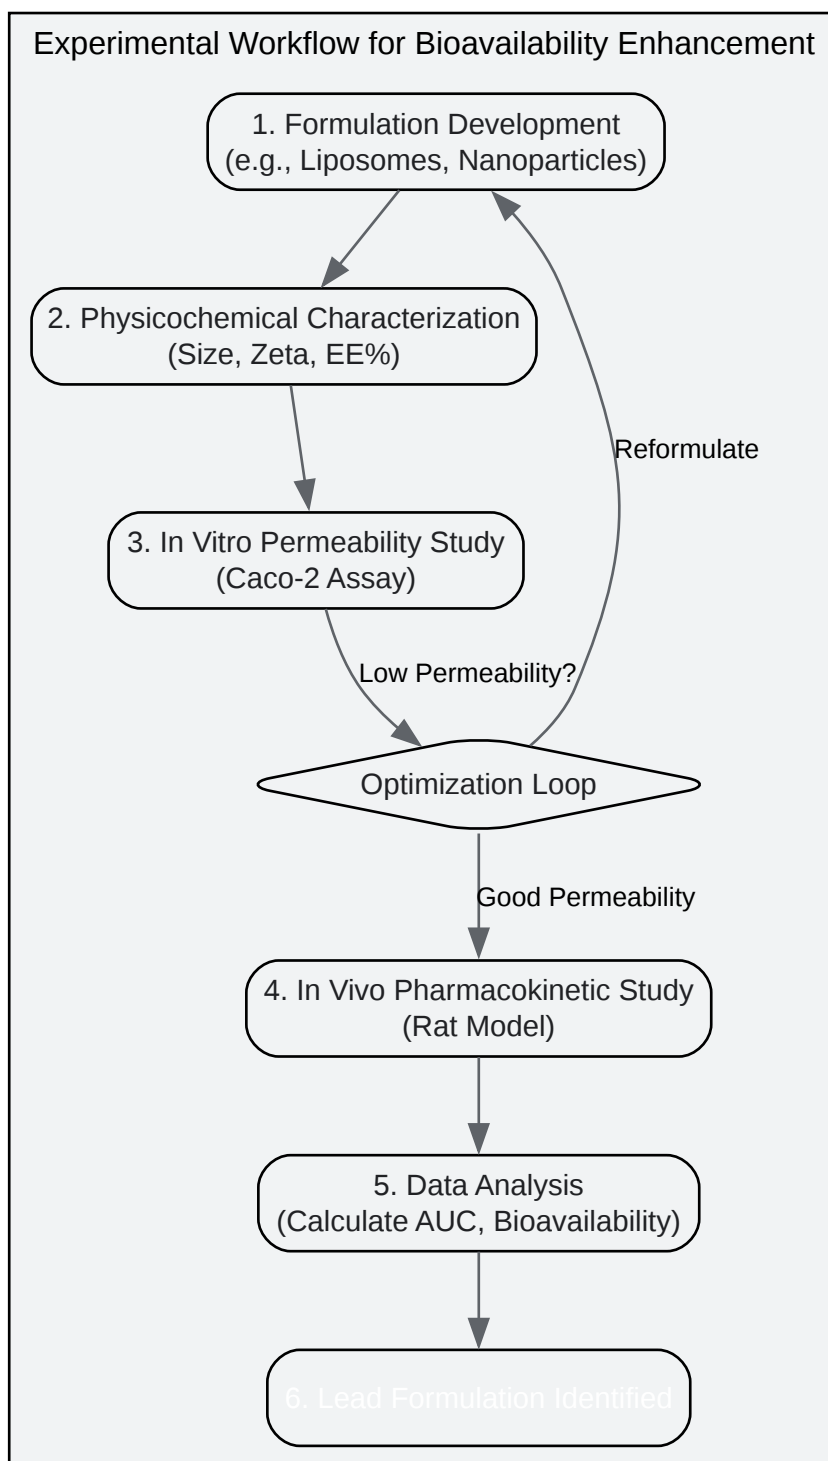 Experimental Workflow for Bioavailability Enhancement
1. Formulation Development
(e.g., Liposomes, Nanoparticles)
2. Physicochemical Characterization
(Size, Zeta, EE%)
Reformulate
3. In Vitro Permeability Study
(Caco-2 Assay)
Low Permeability?
Optimization Loop
Good Permeability
4. In Vivo Pharmacokinetic Study
(Rat Model)
5. Data Analysis
(Calculate AUC, Bioavailability)
6. Lead Formulation Identified